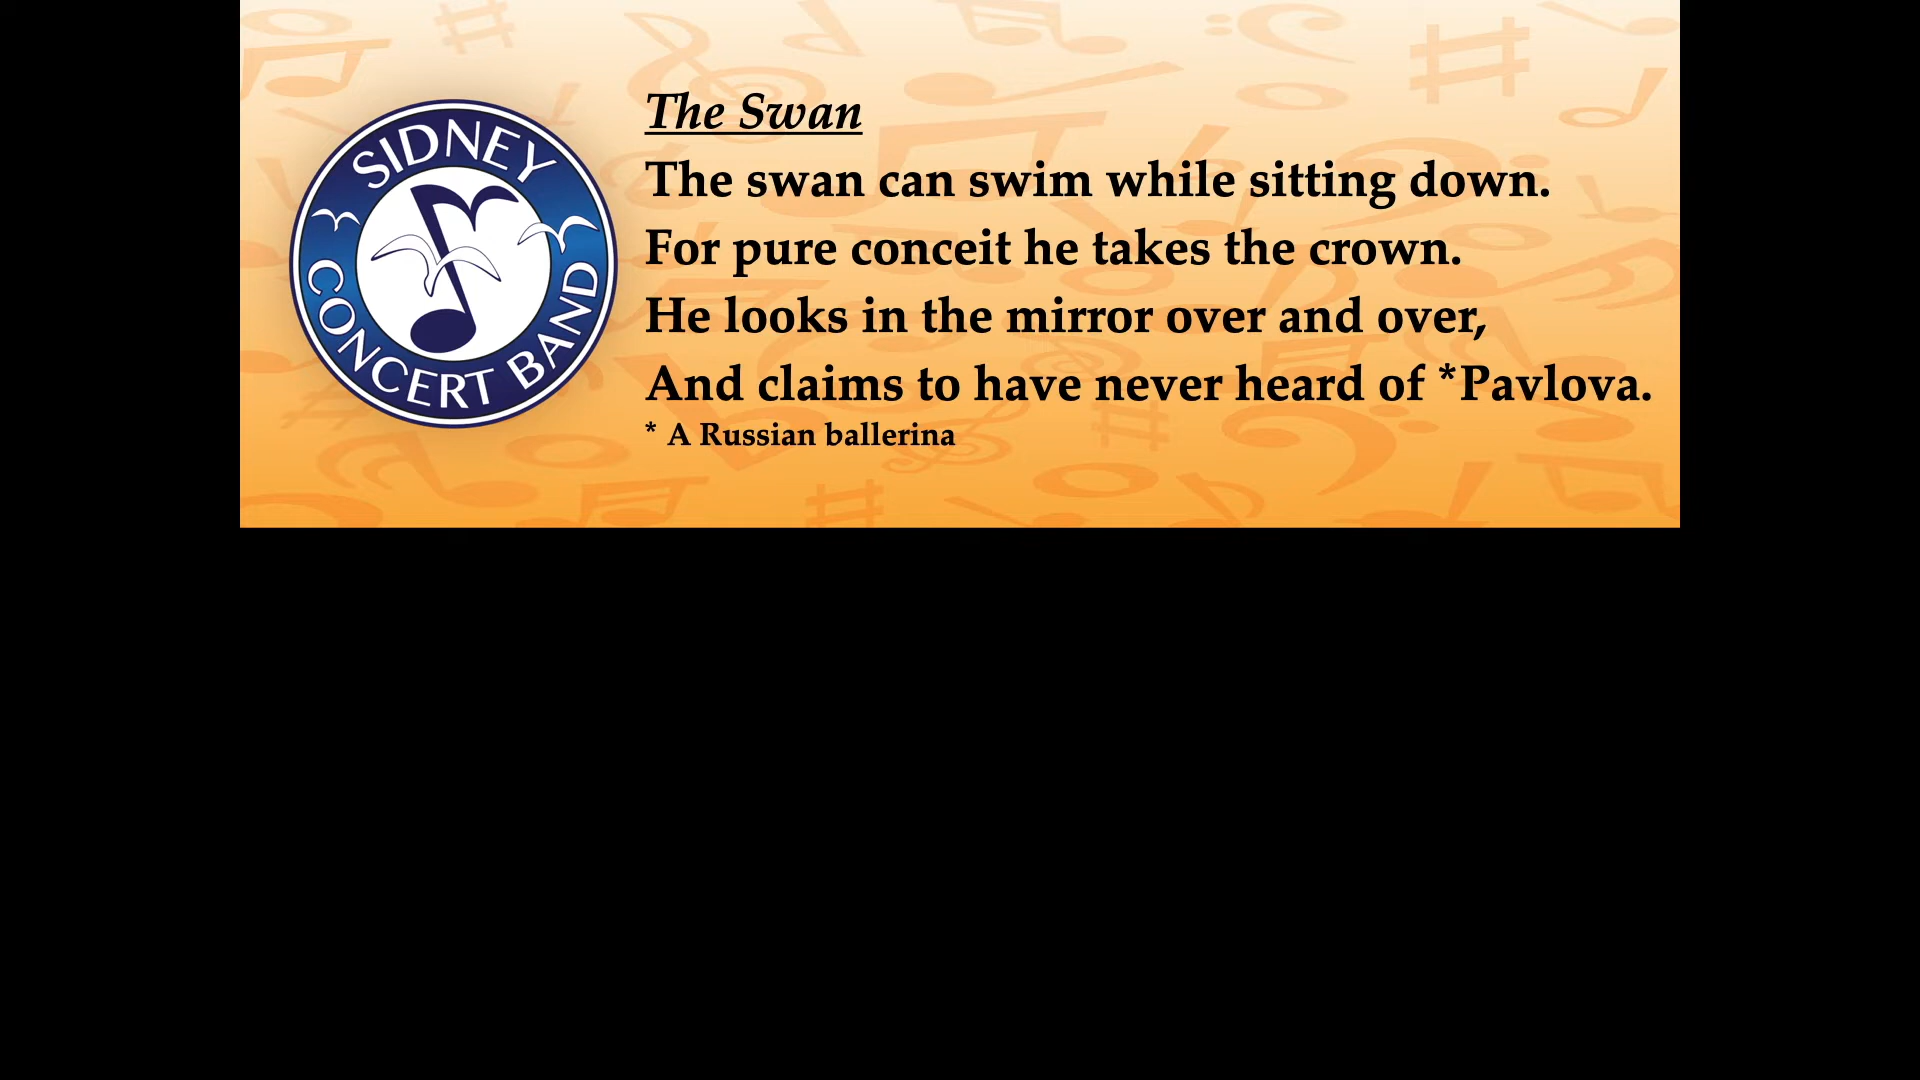 SIDNEY
CONCERT BAND
The Swan
The swan can swim while sitting down.
For pure conceit he takes the crown.
He looks in the mirror over and over,
And claims to have never heard of *Pavlova.
* A Russian ballerina